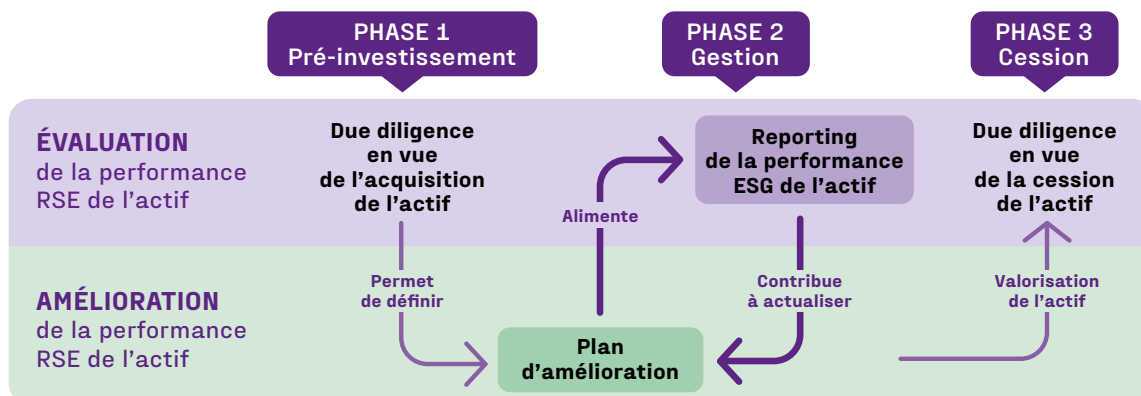 PHASE 1
Pré-investissement
PHASE 2
Gestion
PHASE 3
Cession
ÉVALUATION
de la performance
RSE de l'actif
Due diligence
en vue
de l'acquisition
de l'actif
Reporting
de la performance
ESG de l'actif
Due diligence
en vue
de la cession
de l'actif
Alimente
Permet
de définir
Contribue
à actualiser
Valorisation
de l'actif
AMÉLIORATION
de la performance
RSE de l'actif
Plan
d'amélioration